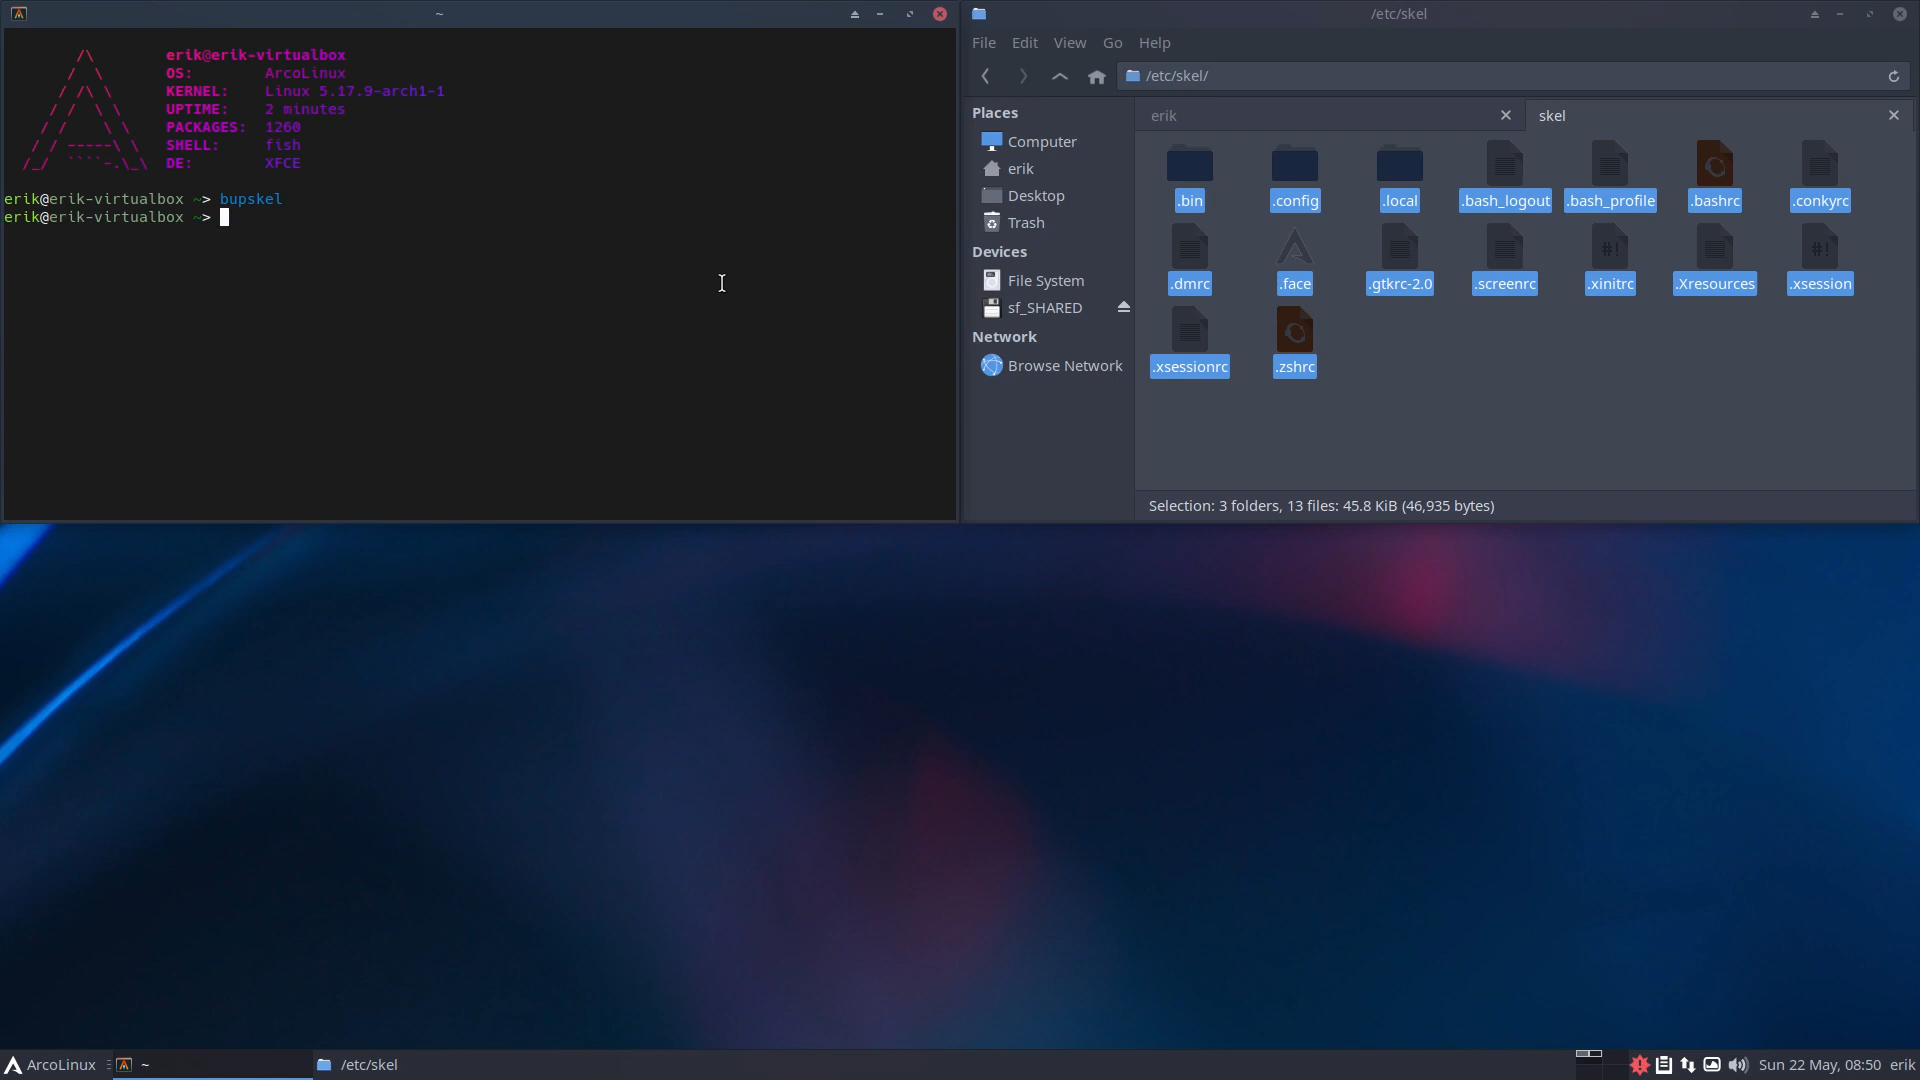 ~
/\
/  \
/ /\ \
/ /  \ \
/ /    \ \
/ / -----\ \
/_/  ````-.\_\
erik@erik-virtualbox
OS: ArcoLinux
KERNEL: Linux 5.17.9-arch1-1
UPTIME: 2 minutes
PACKAGES: 1260
SHELL: fish
DE: XFCE
erik@erik-virtualbox ~> bupskel
erik@erik-virtualbox ~>
/etc/skel
File Edit View Go Help
/etc/skel/
Places
Computer
erik
Desktop
Trash
Devices
File System
sf_SHARED
Network
Browse Network
erik skel
.bin .config .local .bash_logout .bash_profile .bashrc .conkyrc
#! #!
.dmrc .face .gtkrc-2.0 .screenrc .xinitrc .Xresources .xsession
.xsessionrc .zshrc
Selection: 3 folders, 13 files: 45.8 KiB (46,935 bytes)
ArcoLinux ~ /etc/skel Sun 22 May, 08:50 erik